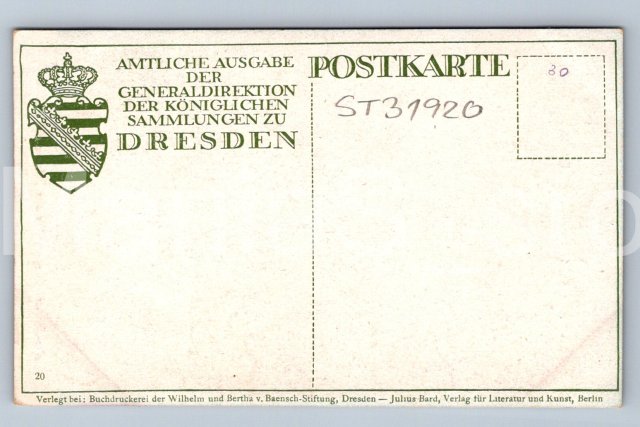 AMTLICHE AUSGABE
DER
GENERALDIREKTION
DER KÖNIGLICHEN
SAMMLUNGEN ZU
DRESDEN
POSTKARTE
30
ST31920
20
Verlegt bei: Buchdruckerei der Wilhelm und Bertha v. Baensch-Stiftung, Dresden — Julius Bard, Verlag für Literatur und Kunst, Berlin